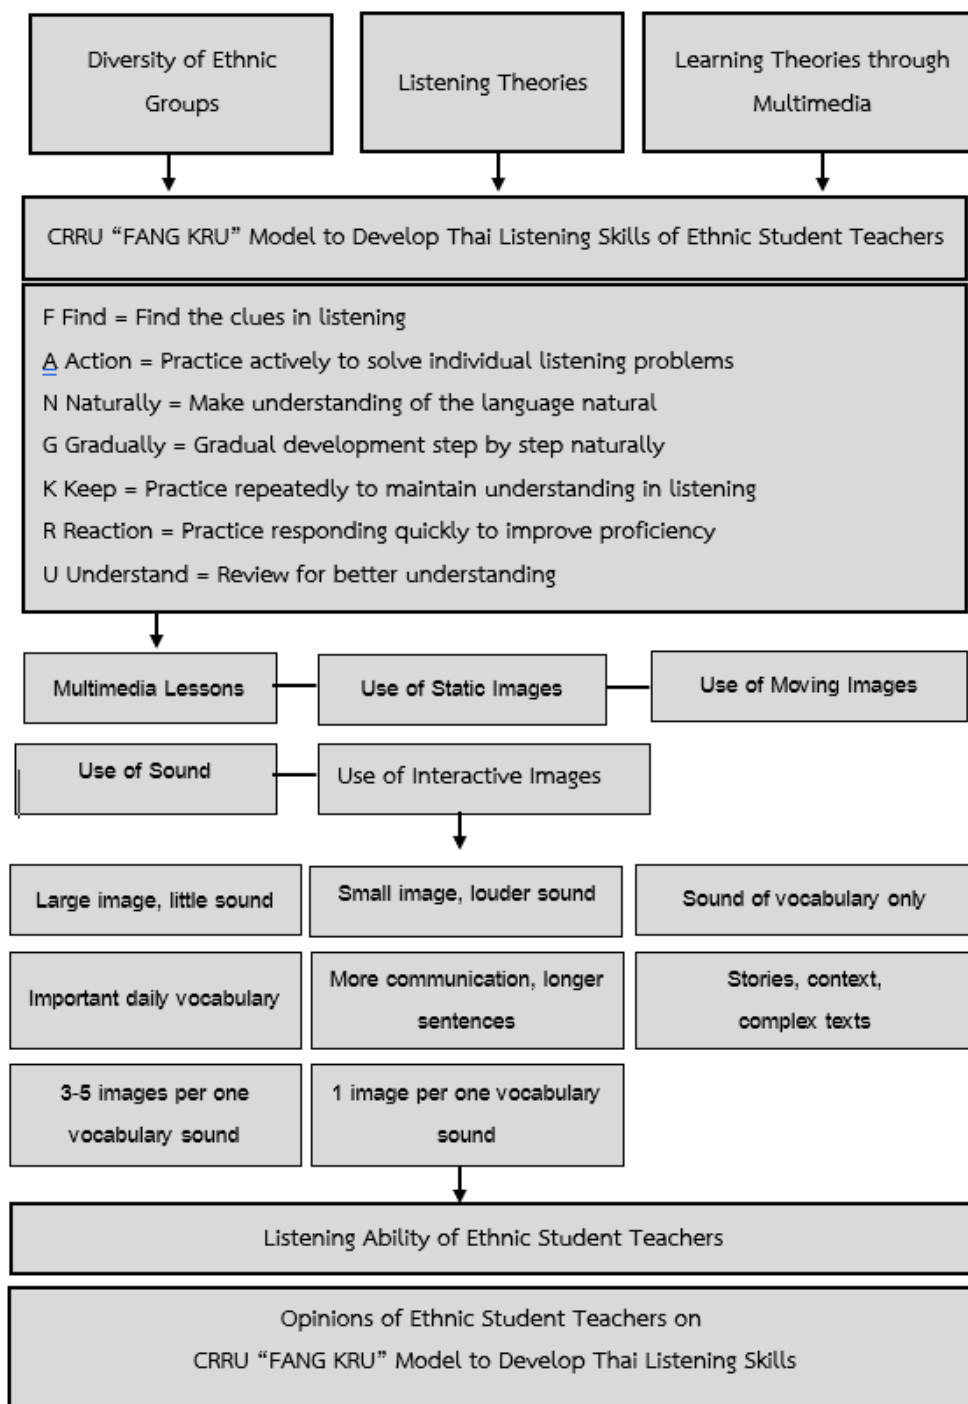 Diversity of Ethnic
Groups
Listening Theories
Learning Theories through
Multimedia
CRRU “FANG KRU” Model to Develop Thai Listening Skills of Ethnic Student Teachers
F Find = Find the clues in listening
A Action = Practice actively to solve individual listening problems
N Naturally = Make understanding of the language natural
G Gradually = Gradual development step by step naturally
K Keep = Practice repeatedly to maintain understanding in listening
R Reaction = Practice responding quickly to improve proficiency
U Understand = Review for better understanding
Multimedia Lessons
Use of Static Images
Use of Moving Images
Use of Sound
Use of Interactive Images
Large image, little sound
Small image, louder sound
Sound of vocabulary only
Important daily vocabulary
More communication, longer
sentences
Stories, context,
complex texts
3-5 images per one
vocabulary sound
1 image per one vocabulary
sound
Listening Ability of Ethnic Student Teachers
Opinions of Ethnic Student Teachers on
CRRU “FANG KRU” Model to Develop Thai Listening Skills